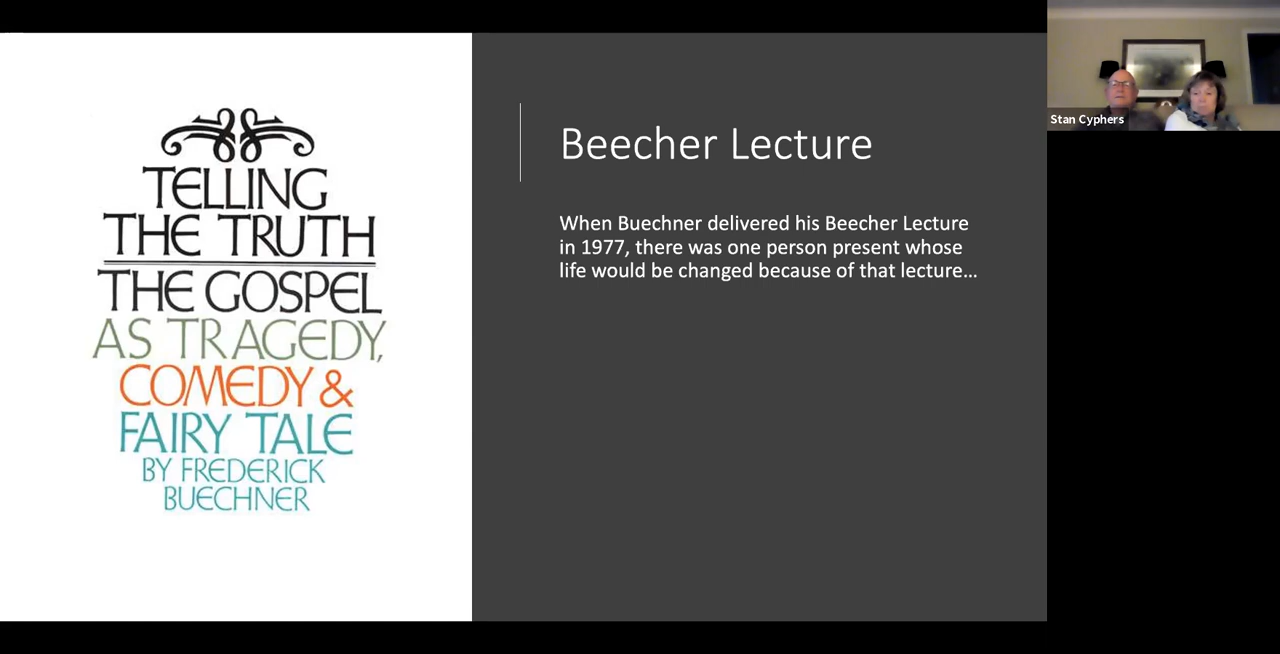 TELLING
THE TRUTH
THE GOSPEL
AS TRAGEDY,
COMEDY &
FAIRY TALE
BY FREDERICK
BUECHNER
Beecher Lecture
When Buechner delivered his Beecher Lecture
in 1977, there was one person present whose
life would be changed because of that lecture…
Stan Cyphers